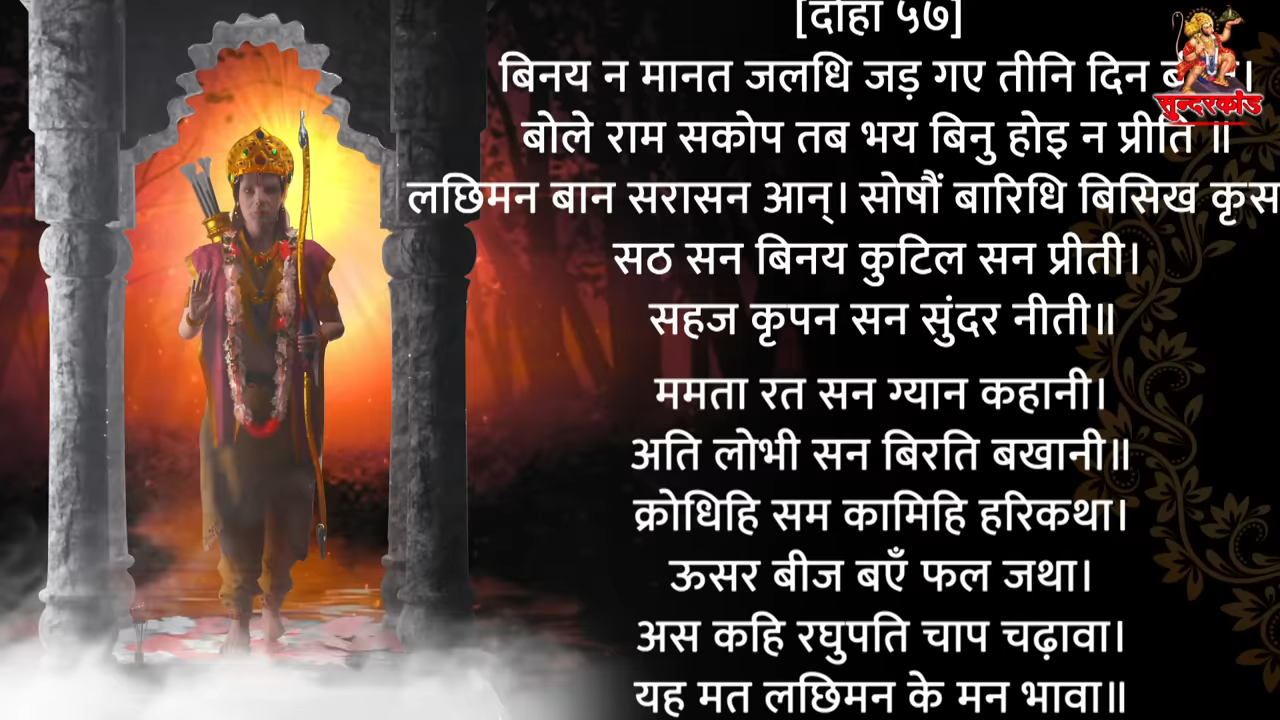 [दोहा ५७]
बिनय न मानत जलधि जड़ गए तीनि दिन
बोले राम सकोप तब भय बिनु होइ न प्रीति ॥
लछिमन बान सरासन आन्। सोषौं बारिधि बिसिख
सठ सन बिनय कुटिल सन प्रीती।
सहज कृपन सन सुंदर नीती॥
ममता रत सन ग्यान कहानी।
अति लोभी सन बिरति बखानी॥
क्रोधिहि सम कामिहि हरिकथा।
ऊसर बीज बएँ फल जथा।
अस कहि रघुपति चाप चढ़ावा।
यह मत लछिमन के मन भावा॥
सुन्दरकांड